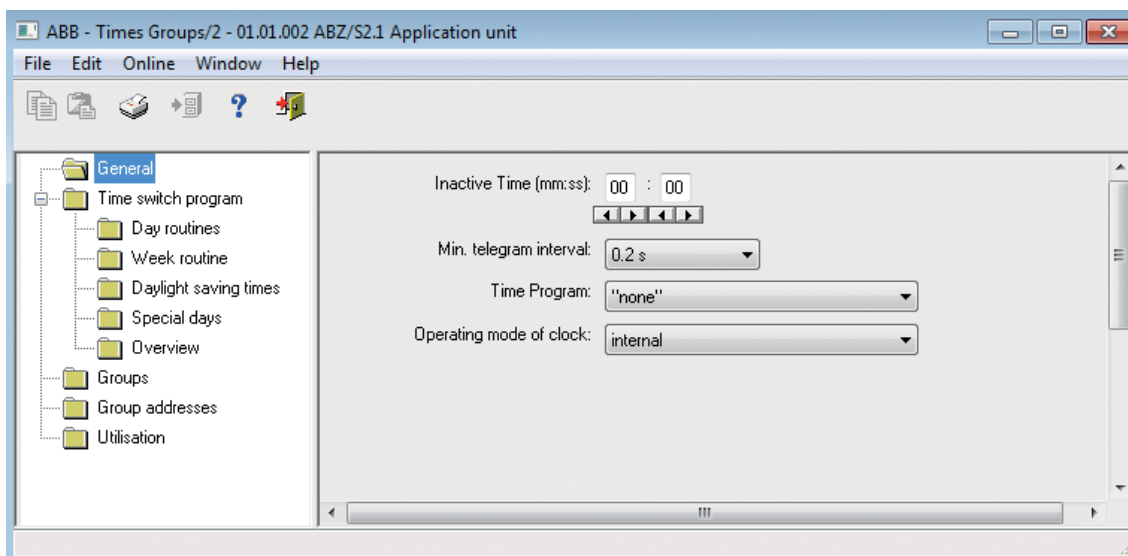 ABB - Times Groups/2 - 01.01.002 ABZ/S2.1 Application unit
File Edit Online Window Help
?
General
Time switch program
Day routines
Week routine
Daylight saving times
Special days
Overview
Groups
Group addresses
Utilisation
Inactive Time (mm:ss): 00 : 00
Min. telegram interval: 0.2 s
Time Program: "none"
Operating mode of clock: internal